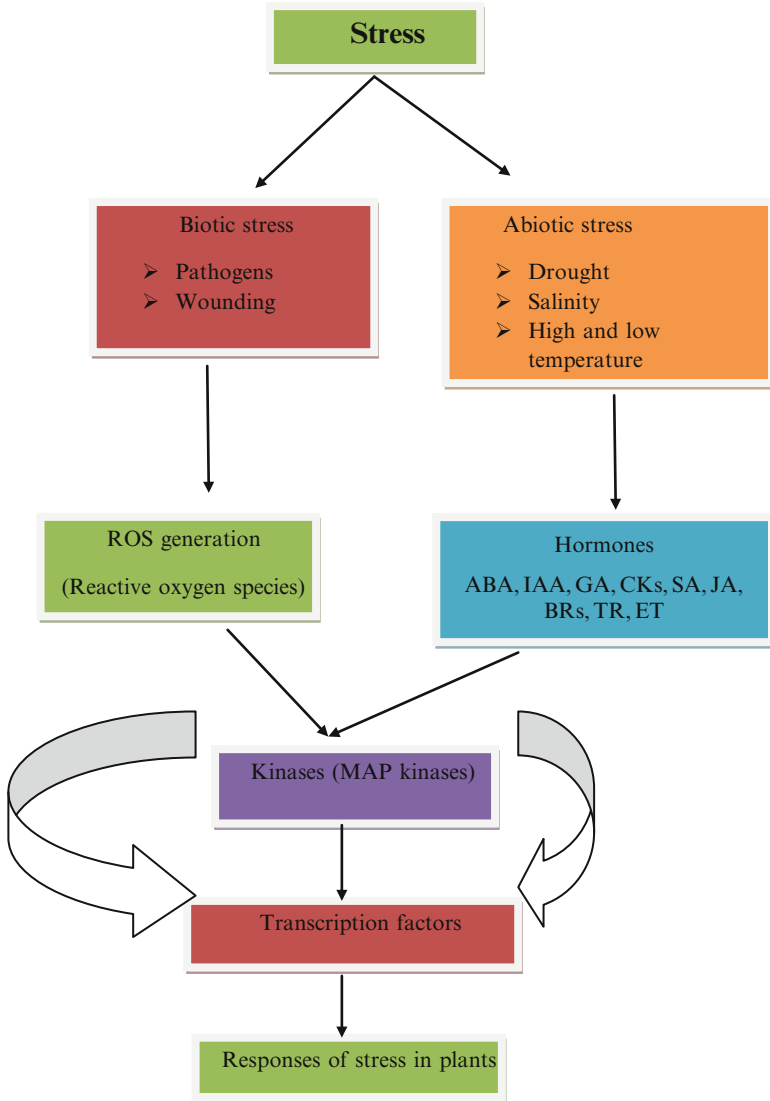 Stress
Biotic stress
➢ Pathogens
➢ Wounding
Abiotic stress
➢ Drought
➢ Salinity
➢ High and low
temperature
ROS generation
(Reactive oxygen species)
Hormones
ABA, IAA, GA, CKs, SA, JA,
BRs, TR, ET
Kinases (MAP kinases)
Transcription factors
Responses of stress in plants